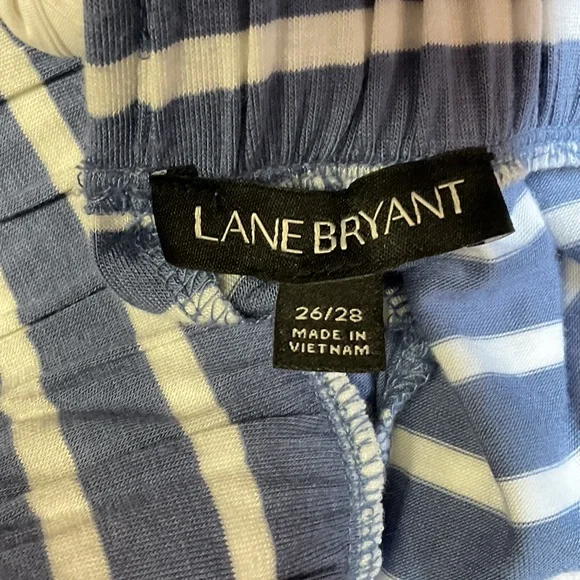 LANE BRYANT
26/28
MADE IN
VIETNAM